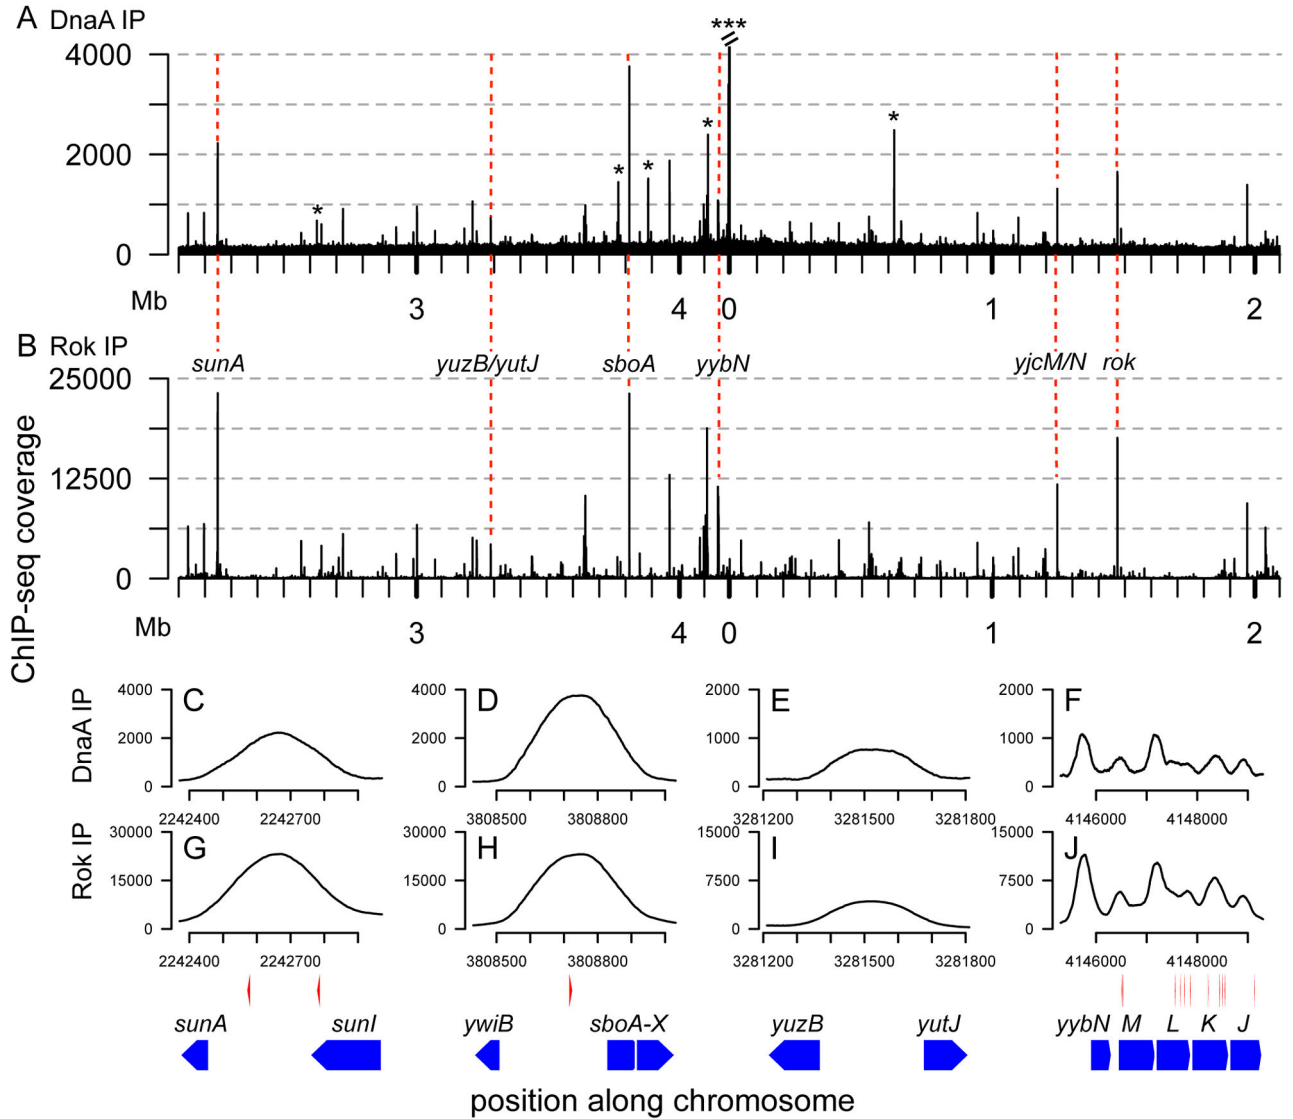 A DnaA IP
***
4000
2000
0
* * * * *
Mb 3 4 0 1 2
B Rok IP
sunA yuzB/yutJ sboA yybN yjcM/N rok
25000
12500
0
Mb 3 4 0 1 2
ChIP-seq coverage
DnaA IP
C
4000
2000
0
2242400 2242700
D
4000
2000
0
3808500 3808800
E
2000
1000
0
3281200 3281500 3281800
F
2000
1000
0
4146000 4148000
Rok IP
G
30000
15000
0
2242400 2242700
H
30000
15000
0
3808500 3808800
I
15000
7500
0
3281200 3281500 3281800
J
15000
7500
0
4146000 4148000
sunA sunI ywiB sboA-X yuzB yutJ yybN M L K J
position along chromosome